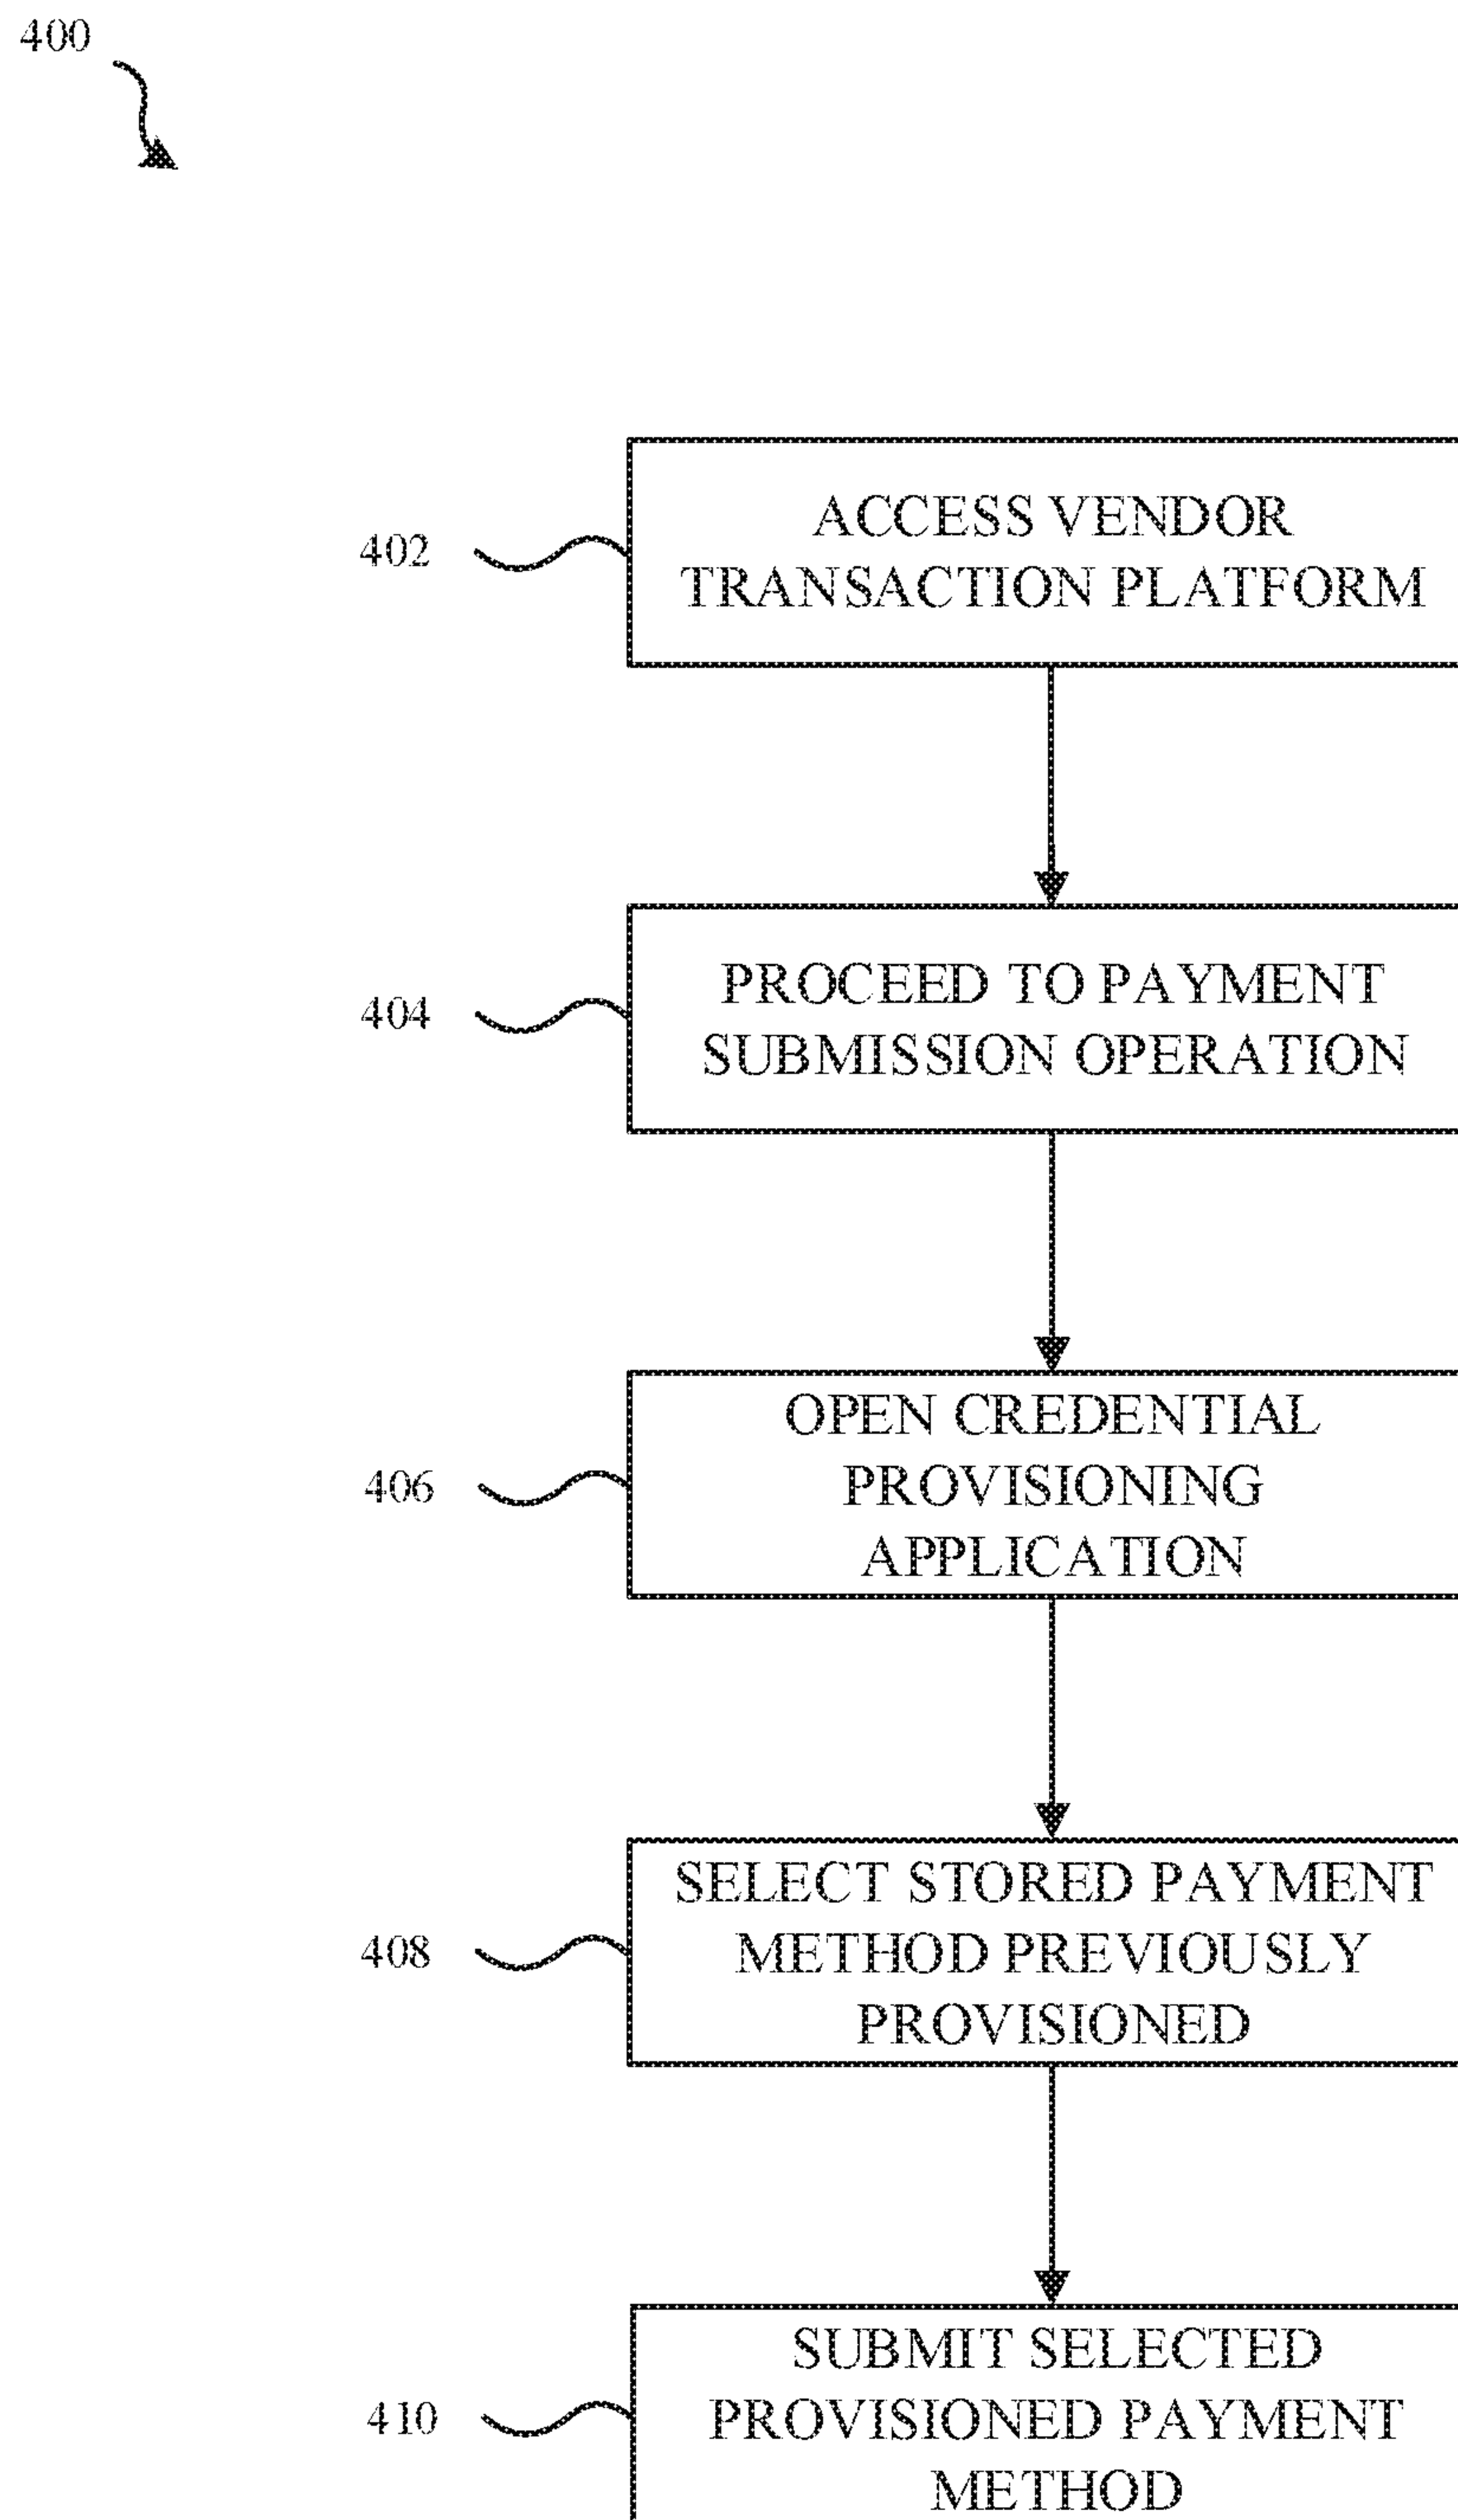 400
402
ACCESS VENDOR
TRANSACTION PLATFORM
404
PROCEED TO PAYMENT
SUBMISSION OPERATION
406
OPEN CREDENTIAL
PROVISIONING
APPLICATION
408
SELECT STORED PAYMENT
METHOD PREVIOUSLY
PROVISIONED
410
SUBMIT SELECTED
PROVISIONED PAYMENT
METHOD